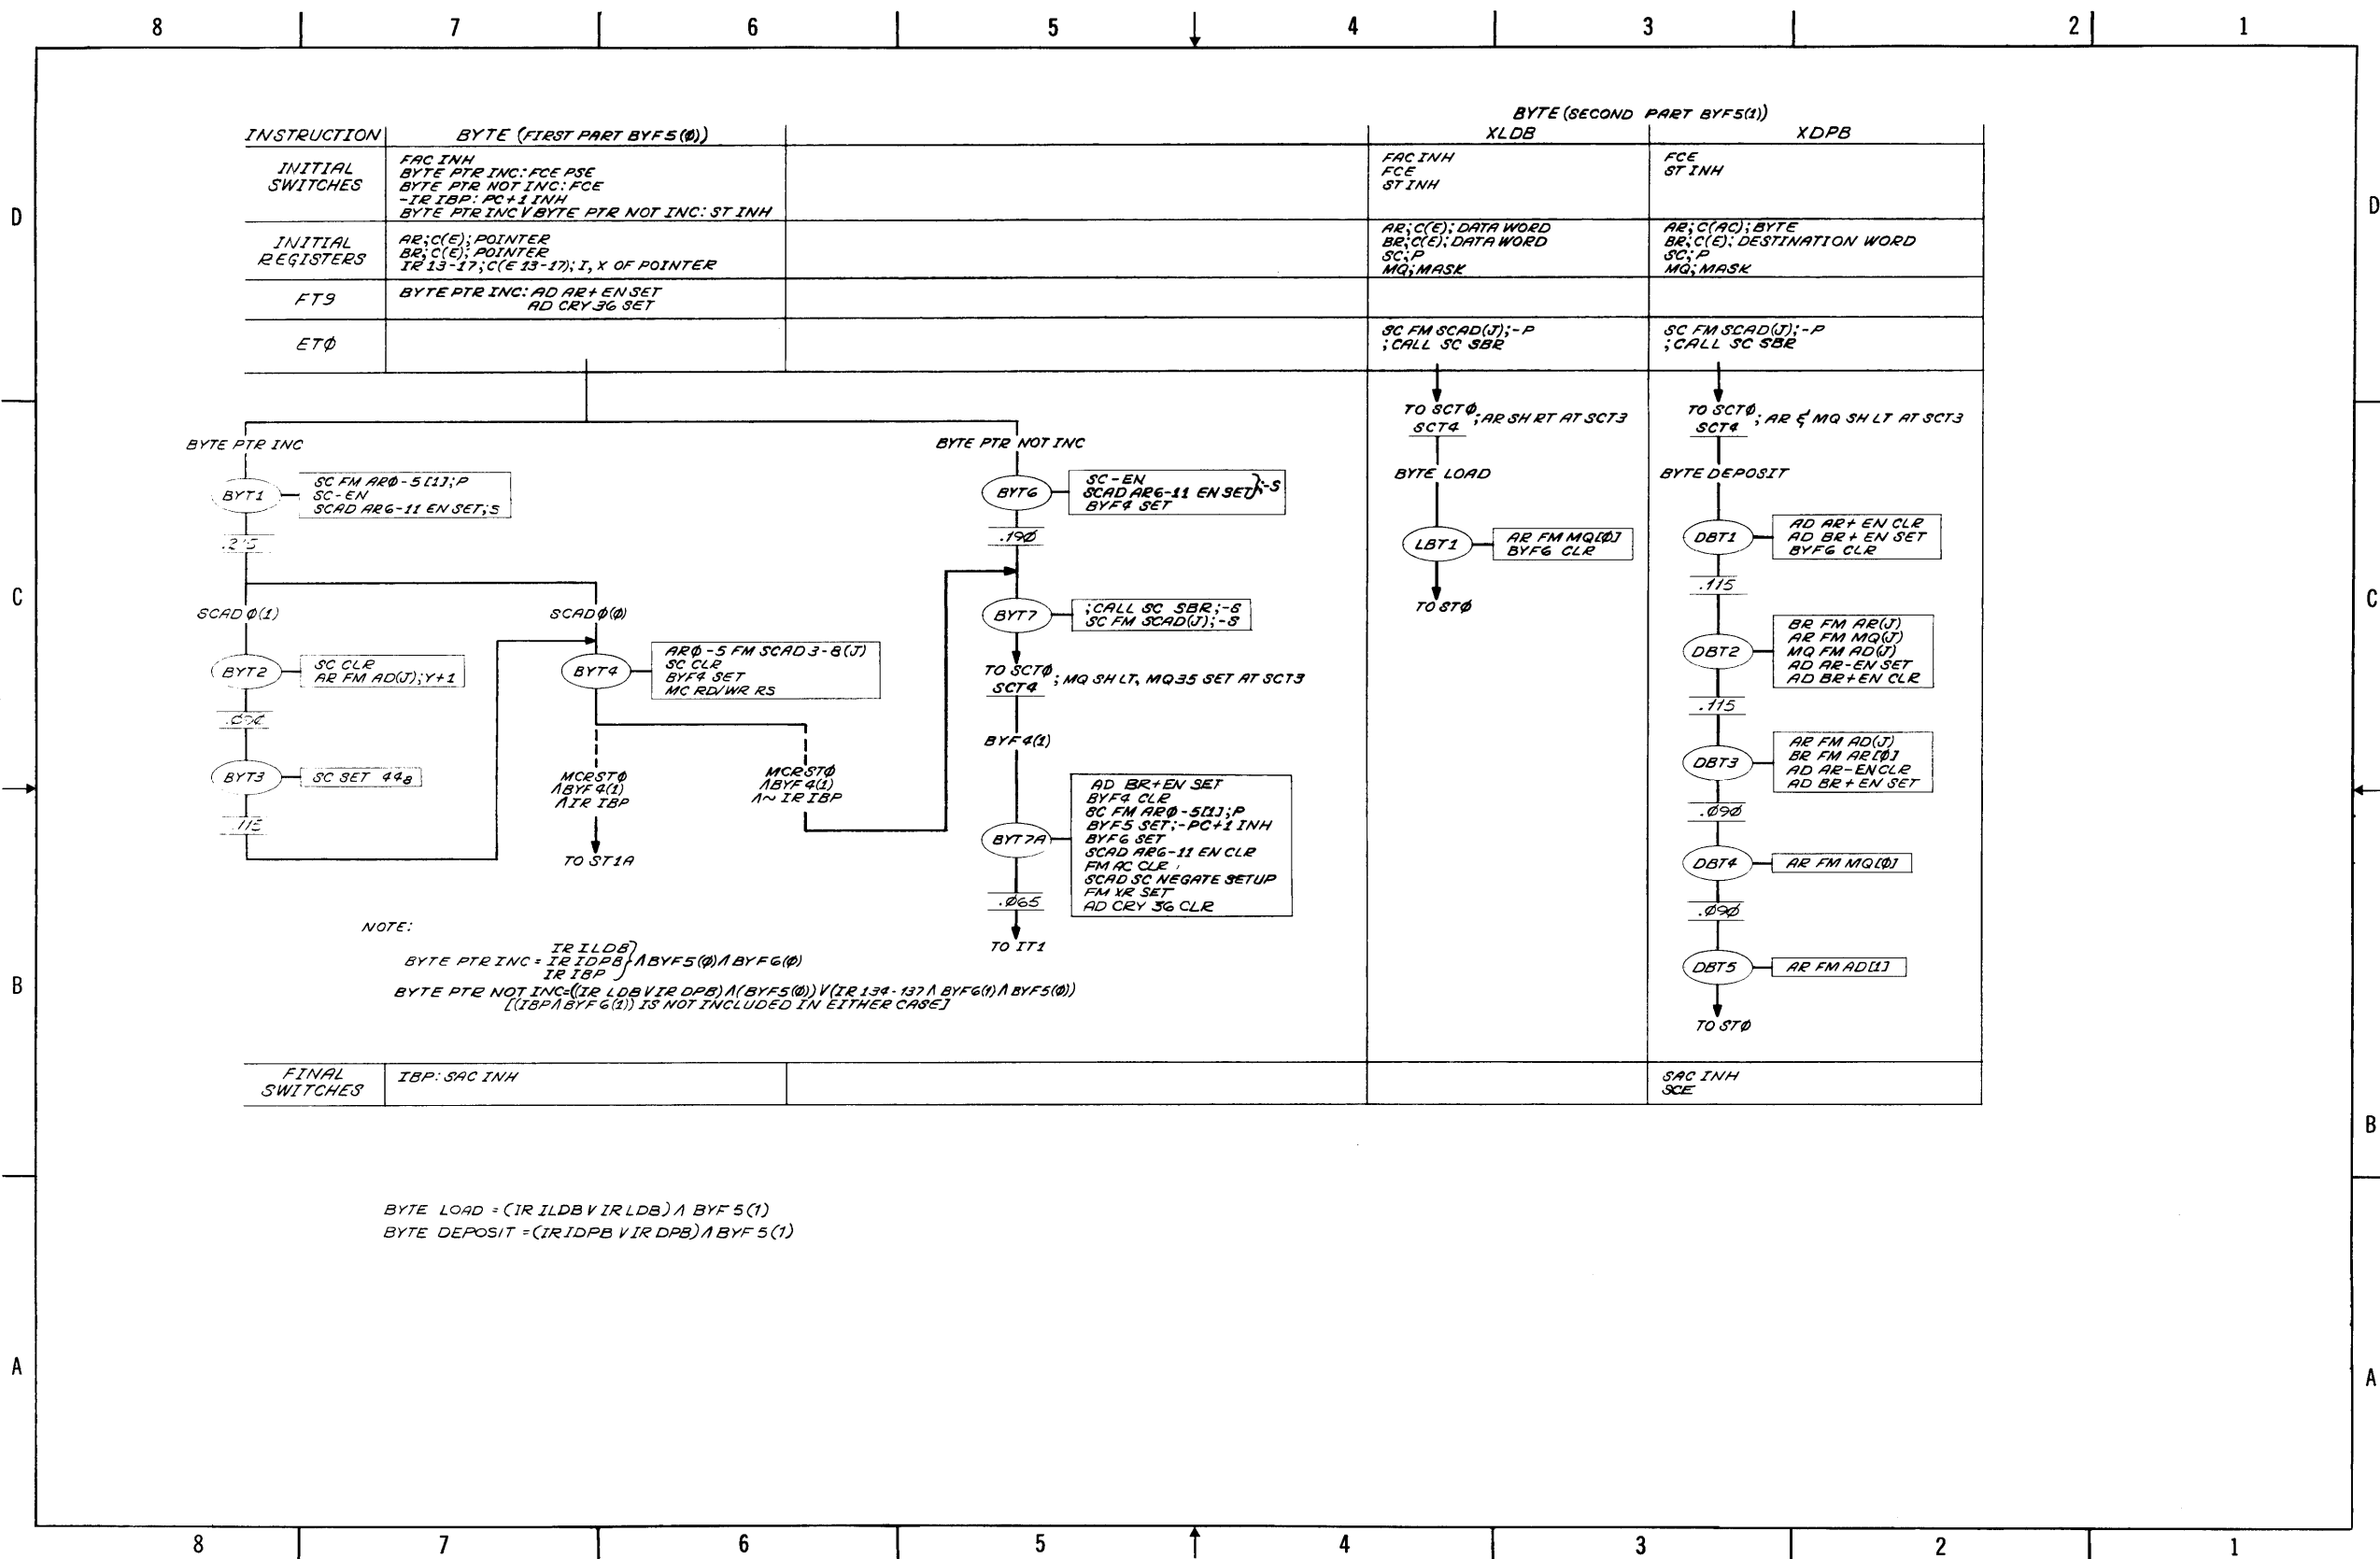 8 7 6 5 4 3 2 1
BYTE (SECOND PART BYF5(1))
INSTRUCTION BYTE (FIRST PART BYF5(Ø)) XLDB XDPB
INITIAL SWITCHES
FAC INH
BYTE PTR INC: FCE PSE
BYTE PTR NOT INC: FCE
-IR IBP: PC+1 INH
BYTE PTR INC V BYTE PTR NOT INC: ST INH
FAC INH
FCE
ST INH
FCE
ST INH
D D
INITIAL REGISTERS
AR; C(E); POINTER
BR; C(E); POINTER
IR 13-17; C(E 13-17); I, X OF POINTER
AR; C(E); DATA WORD
BR; C(E); DATA WORD
SC; P
MQ; MASK
AR; C(AC); BYTE
BR; C(E); DESTINATION WORD
SC; P
MQ; MASK
FT9
BYTE PTR INC: AD AR+ EN SET
AD CRY 36 SET
ETØ
SC FM SCAD(J);-P
;CALL SC SBR
SC FM SCAD(J);-P
;CALL SC SBR
BYTE PTR INC
BYT1
SC FM ARØ-5[1];P
SC-EN
SCAD AR6-11 EN SET;S
SCADØ(1)
BYT2
SC CLR
AR FM AD(J);Y+1
BYT3
SC SET 44₈
.115
SCADØ(Ø)
BYT4
ARØ-5 FM SCAD 3-8(J)
SC CLR
BYF4 SET
MC RD/WR RS
MCRSTØ
ΛBYF4(1)
ΛIR IBP
TO ST1A
MCRSTØ
ΛBYF4(1)
Λ~ IR IBP
BYTE PTR NOT INC
BYT6
SC-EN
SCAD AR6-11 EN SET};-S
BYF4 SET
.19Ø
BYT7
;CALL SC SBR;-S
SC FM SCAD(J);-S
TO SCTØ
SCT4 ; MQ SH LT, MQ35 SET AT SCT3
BYF4(1)
BYT7A
AD BR+EN SET
BYF4 CLR
SC FM ARØ-5[1];P
BYF5 SET;-PC+1 INH
BYF6 SET
SCAD AR6-11 EN CLR
FM AC CLR
SCAD SC NEGATE SETUP
FM XR SET
AD CRY 36 CLR
.Ø65
TO IT1
TO SCTØ
SCT4 ; AR SH RT AT SCT3
BYTE LOAD
LBT1
AR FM MQ[Ø]
BYF6 CLR
TO STØ
TO SCTØ
SCT4 ; AR & MQ SH LT AT SCT3
BYTE DEPOSIT
DBT1
AD AR+ EN CLR
AD BR+ EN SET
BYF6 CLR
.115
DBT2
BR FM AR(J)
AR FM MQ(J)
MQ FM AD(J)
AD AR-EN SET
AD BR+EN CLR
.115
DBT3
AR FM AD(J)
BR FM AR[Ø]
AD AR-EN CLR
AD BR+ EN SET
.Ø9Ø
DBT4
AR FM MQ[Ø]
.Ø9Ø
DBT5
AR FM AD[1]
TO STØ
C C
NOTE:
IR ILDB
BYTE PTR INC = IR IDPB } ΛBYF5(Ø)ΛBYF6(Ø)
IR IBP
BYTE PTR NOT INC=((IR LDB V IR DPB)Λ(BYF5(Ø)) V (IR 134-137 Λ BYF6(1) Λ BYF5(Ø))
[(IBPΛBYF6(1)) IS NOT INCLUDED IN EITHER CASE]
B
FINAL SWITCHES
IBP: SAC INH
SAC INH
SCE
B
BYTE LOAD = (IR ILDB V IR LDB) Λ BYF5(1)
BYTE DEPOSIT = (IR IDPB V IR DPB) Λ BYF5(1)
A A
8 7 6 5 4 3 2 1